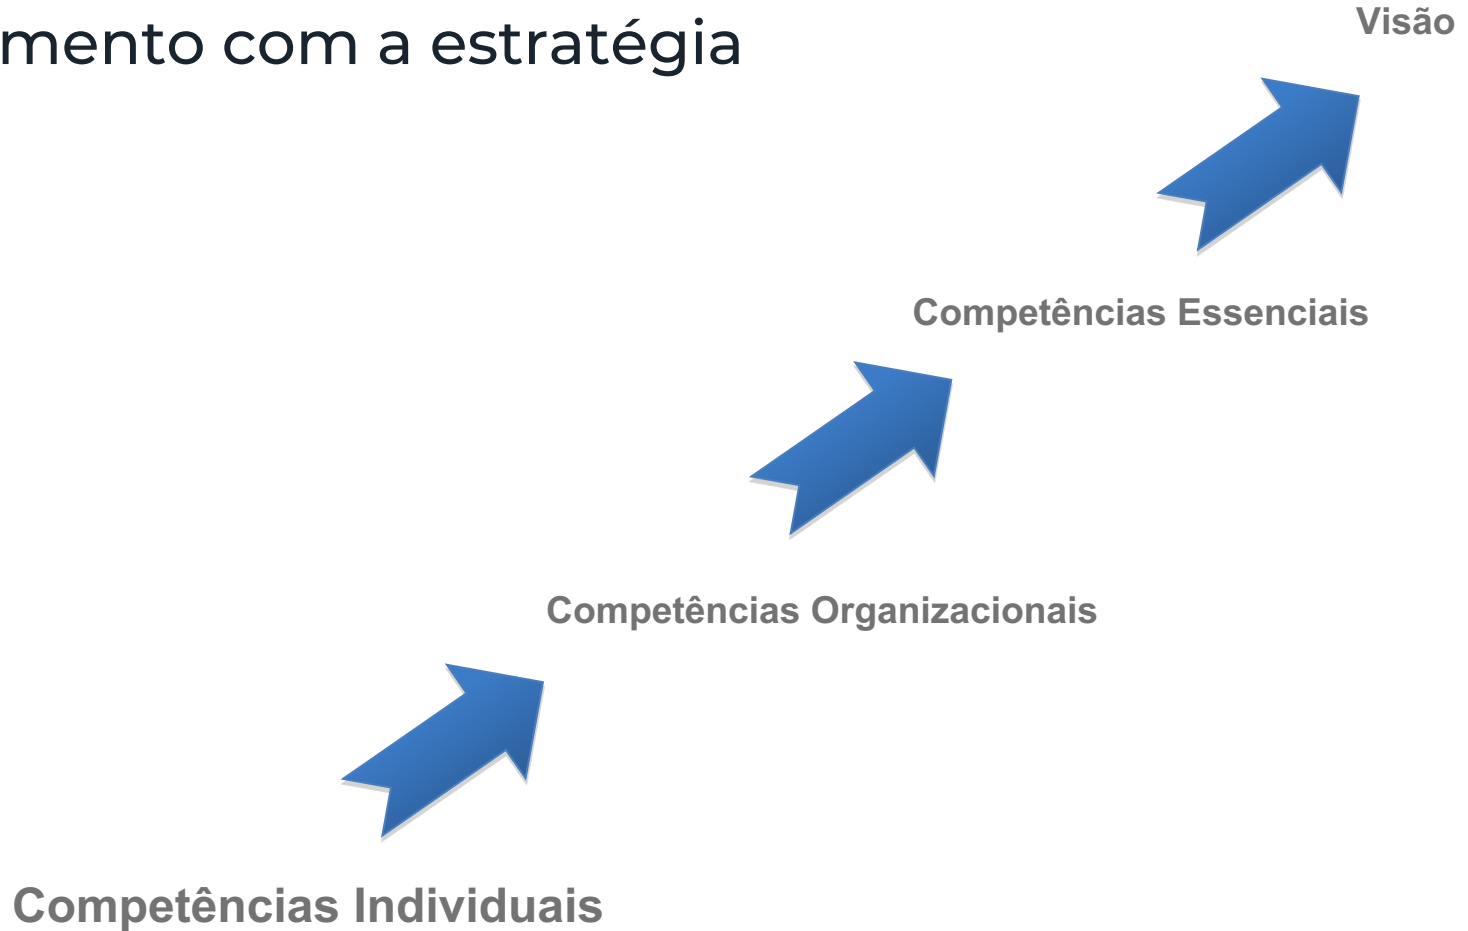 mento com a estratégia
Visão
Competências Essenciais
Competências Organizacionais
Competências Individuais